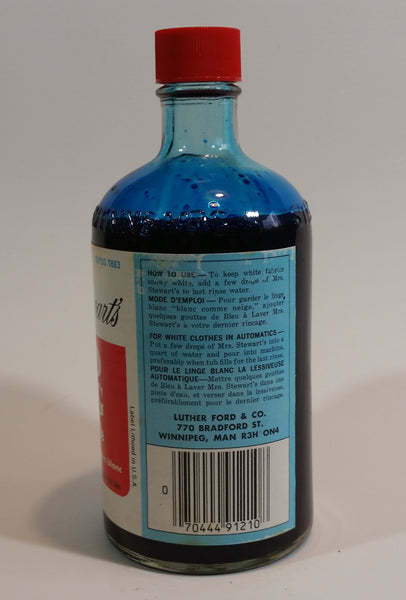 DEPUIS 1883
HOW TO USE — To keep white fabrics
snowy white, add a few drops of Mrs.
Stewart's to last rinse water.
MODE D'EMPLOI — Pour garder le linge
blanc "blanc comme neige," ajouter
quelques gouttes de Bleu à Laver Mrs.
Stewart's à votre dernier rincage.
FOR WHITE CLOTHES IN AUTOMATICS —
Put a few drops of Mrs. Stewart's into a
quart of water and pour into machine,
preferably when tub fills for the last rinse.
POUR LE LINGE BLANC LA LESSIVEUSE
AUTOMATIQUE — Mettre quelques gouttes
de Bleu à Laver Mrs. Stewart's dans une
pinte d'eau, et verser dans la lessiveuse,
préférablement pour le dernier rincage.
LUTHER FORD & CO.
770 BRADFORD ST.
WINNIPEG, MAN R3H ON4
Label Lithoed in U.S.A.
0 70444 91210